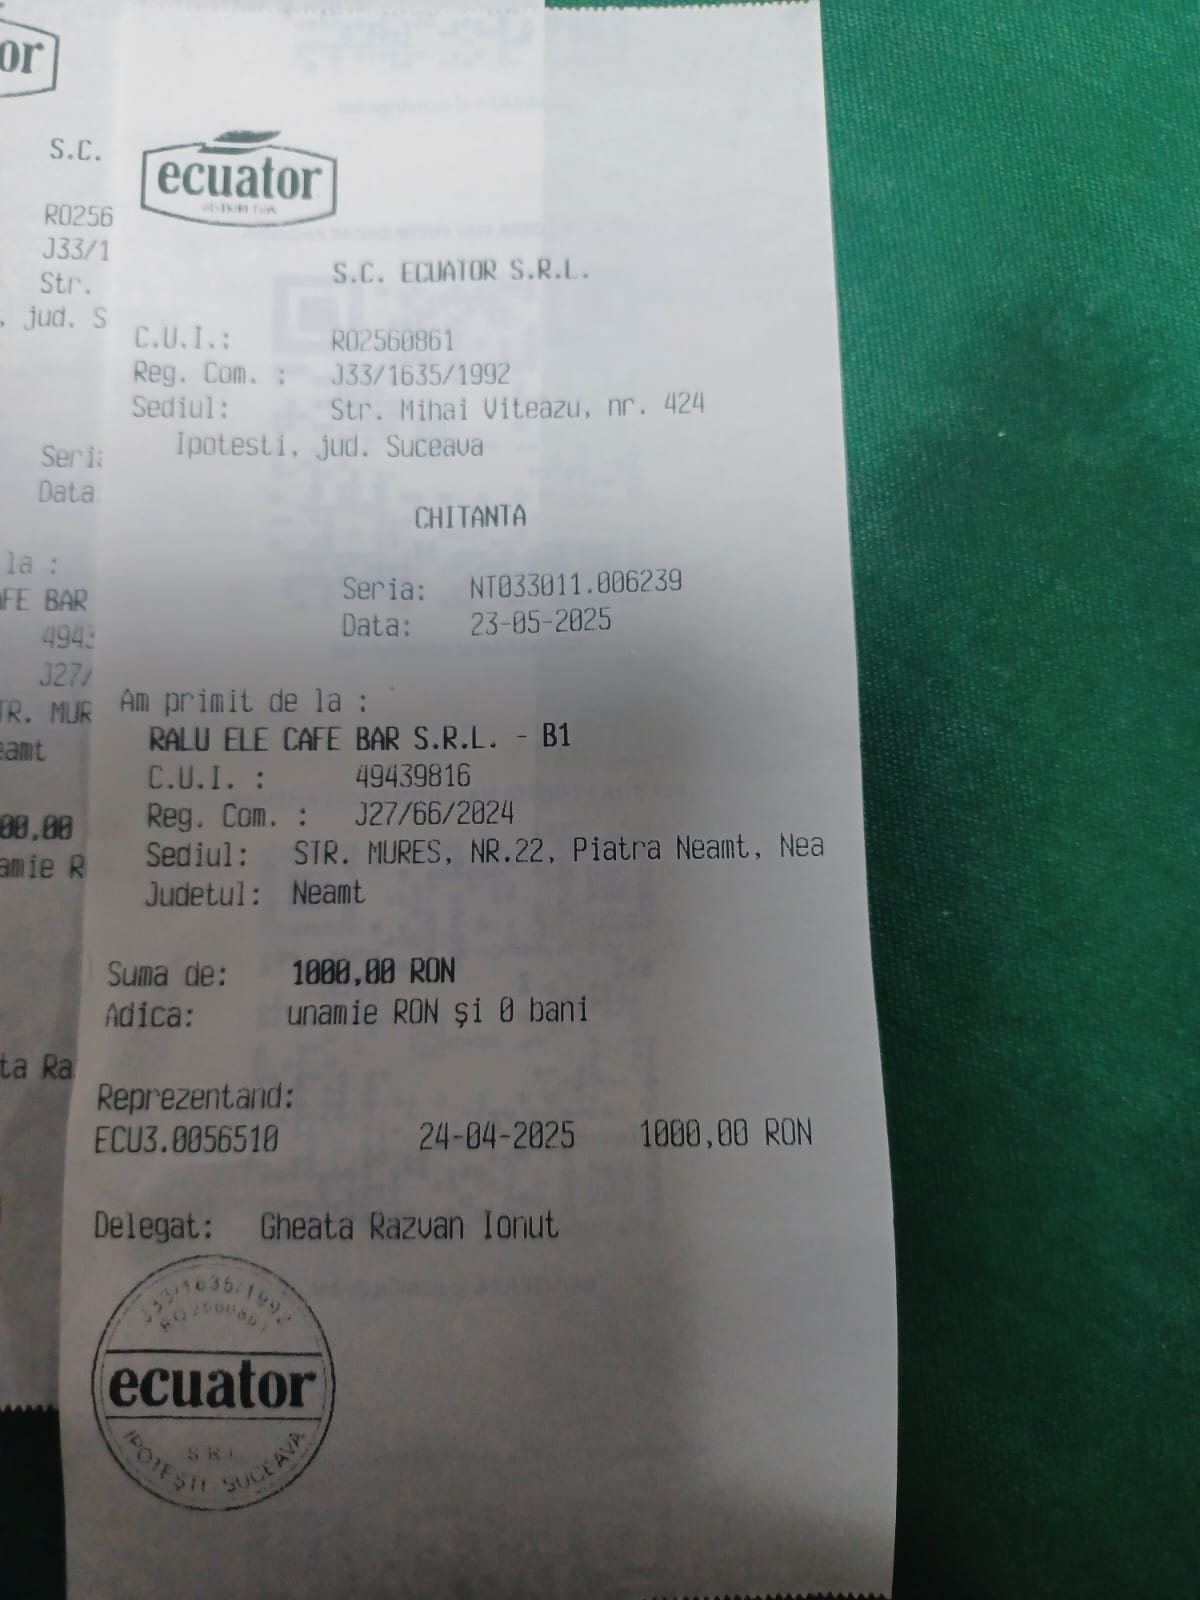 or
S.C.
RO256
J33/1
Str.
, jud. S
Seria
Data
la :
AFE BAR
4943
J27/
TR. MUR
eamt
00,00
amie R
ta Ra
ecuator
S.C. ECUATOR S.R.L.
C.U.I.: RO2560861
Reg. Com. : J33/1635/1992
Sediul: Str. Mihai Viteazu, nr. 424
Ipotesti, jud. Suceava
CHITANTA
Seria: NT033011.006239
Data: 23-05-2025
Am primit de la :
RALU ELE CAFE BAR S.R.L. - B1
C.U.I. : 49439816
Reg. Com. : J27/66/2024
Sediul: STR. MURES, NR.22, Piatra Neamt, Nea
Judetul: Neamt
Suma de: 1000,00 RON
Adica: unamie RON şi 0 bani
Reprezentand:
ECU3.0056510 24-04-2025 1000,00 RON
Delegat: Gheata Razvan Ionut
J33/1635/1992
RO2560861
ecuator
S.R.L
IPOTEŞTI SUCEAVA